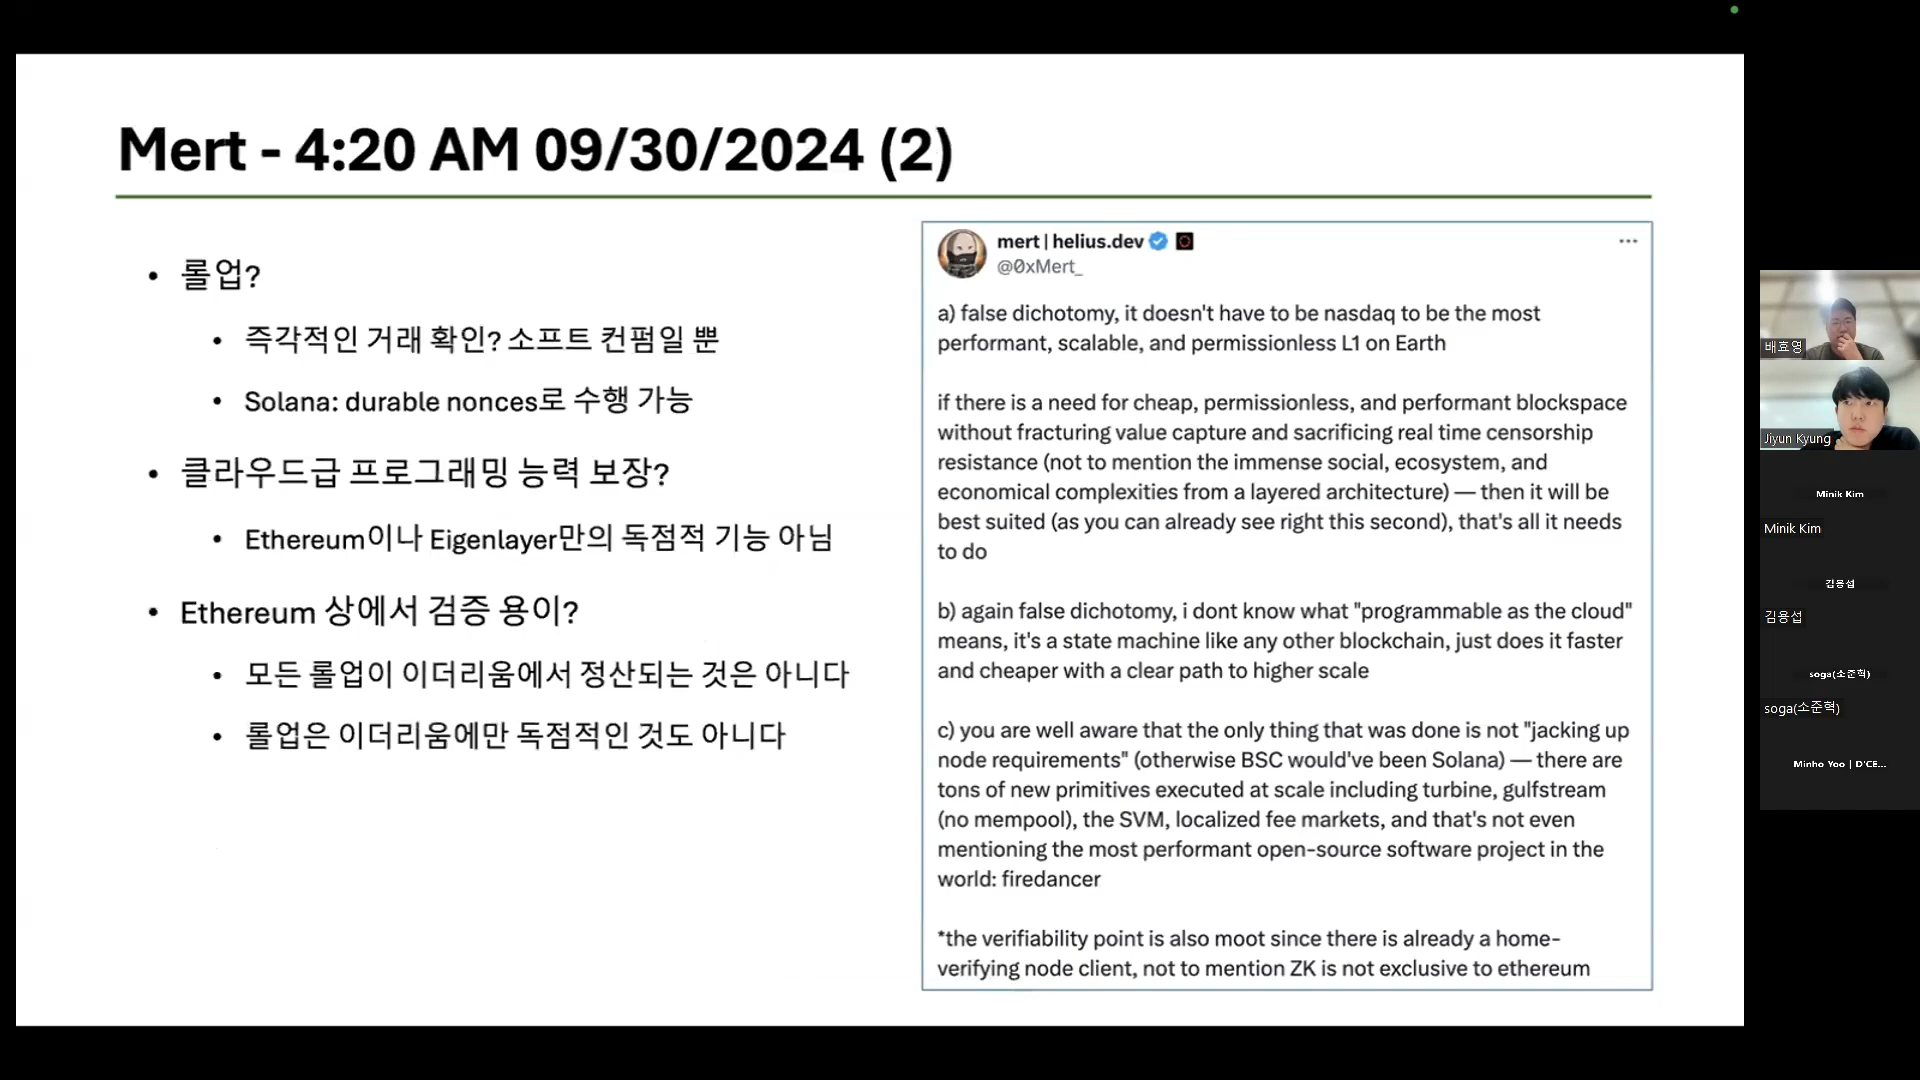 Mert - 4:20 AM 09/30/2024 (2)
• 롤업?
• 즉각적인 거래 확인? 소프트 컨펌일 뿐
• Solana: durable nonces로 수행 가능
• 클라우드급 프로그래밍 능력 보장?
• Ethereum이나 Eigenlayer만의 독점적 기능 아님
• Ethereum 상에서 검증 용이?
• 모든 롤업이 이더리움에서 정산되는 것은 아니다
• 롤업은 이더리움에만 독점적인 것도 아니다
mert | helius.dev
@0xMert_
a) false dichotomy, it doesn't have to be nasdaq to be the most
performant, scalable, and permissionless L1 on Earth
if there is a need for cheap, permissionless, and performant blockspace
without fracturing value capture and sacrificing real time censorship
resistance (not to mention the immense social, ecosystem, and
economical complexities from a layered architecture) — then it will be
best suited (as you can already see right this second), that's all it needs
to do
b) again false dichotomy, i dont know what "programmable as the cloud"
means, it's a state machine like any other blockchain, just does it faster
and cheaper with a clear path to higher scale
c) you are well aware that the only thing that was done is not "jacking up
node requirements" (otherwise BSC would've been Solana) — there are
tons of new primitives executed at scale including turbine, gulfstream
(no mempool), the SVM, localized fee markets, and that's not even
mentioning the most performant open-source software project in the
world: firedancer
*the verifiability point is also moot since there is already a home-
verifying node client, not to mention ZK is not exclusive to ethereum
배효영
Jiyun Kyung
Minik Kim
Minik Kim
김용섭
김용섭
soga(소준혁)
soga(소준혁)
Minho Yoo | D'CE...